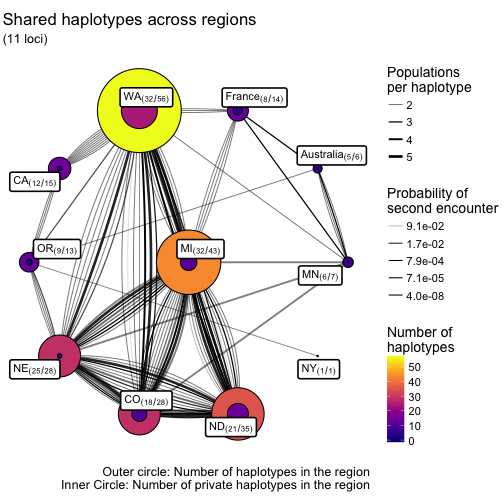 Shared haplotypes across regions
(11 loci)
WA(32/56)
France(8/14)
Australia(5/6)
CA(12/15)
OR(9/13)
MI(32/43)
MN(6/7)
NE(25/28)
NY(1/1)
CO(18/28)
ND(21/35)
Populations
per haplotype
2
3
4
5
Probability of
second encounter
9.1e-02
1.7e-02
7.9e-04
7.1e-05
4.0e-08
Number of
haplotypes
50
40
30
20
10
0
Outer circle: Number of haplotypes in the region
Inner Circle: Number of private haplotypes in the region